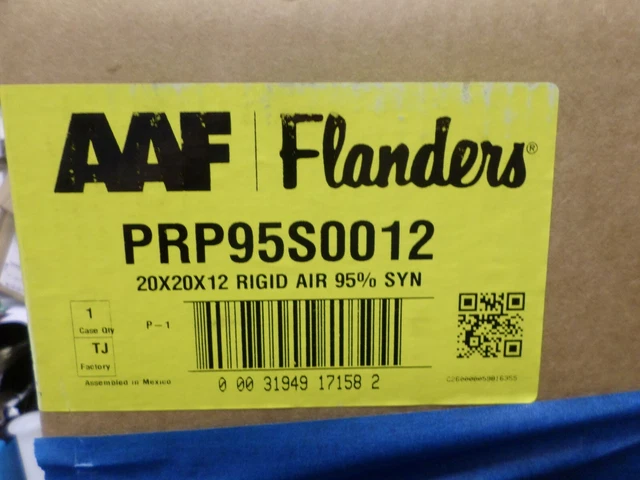 AAF | Flanders®
PRP95S0012
20X20X12 RIGID AIR 95% SYN
1
Case Qty
P-1
TJ
Factory
Assembled in Mexico
0 00 31949 17158 2